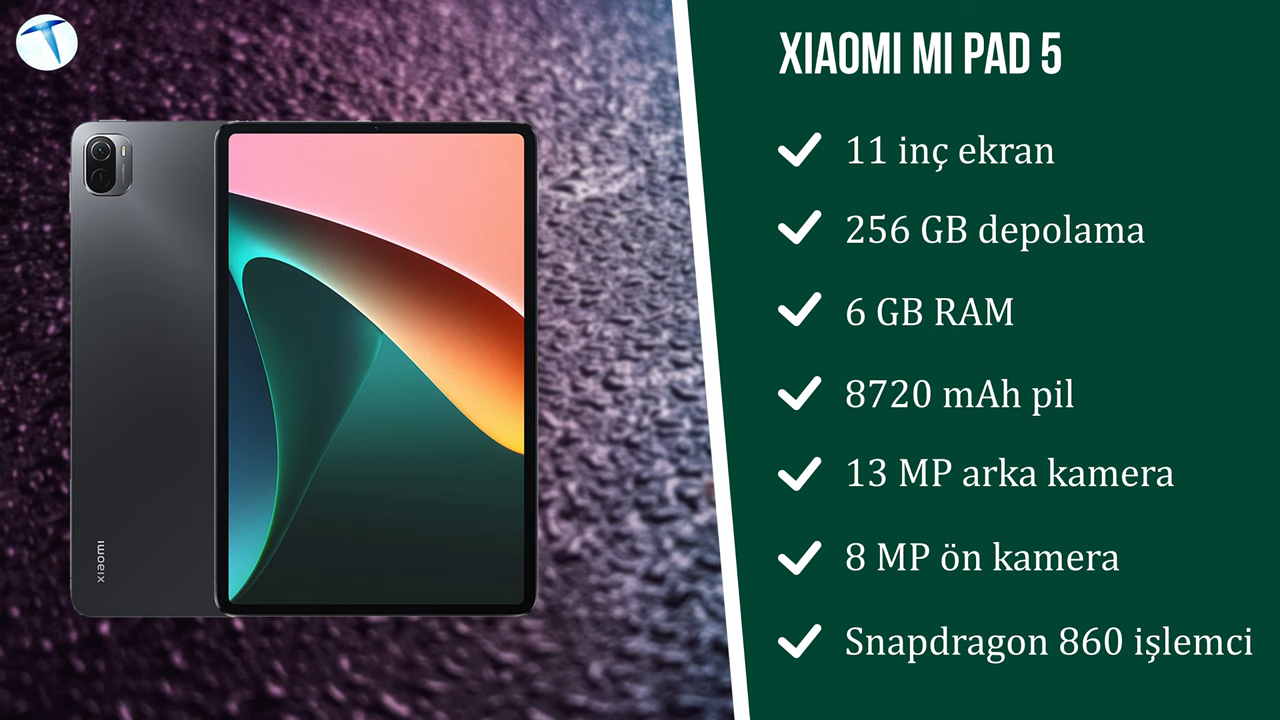 XIAOMI MI PAD 5
11 inç ekran
256 GB depolama
6 GB RAM
8720 mAh pil
13 MP arka kamera
8 MP ön kamera
Snapdragon 860 işlemci
xiaomi